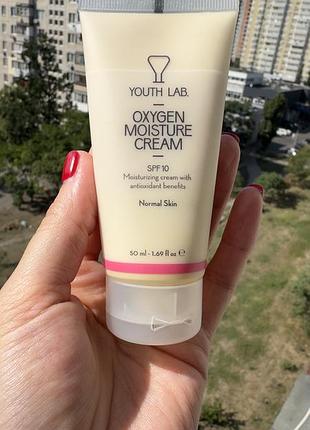 YOUTH LAB.
OXYGEN
MOISTURE
CREAM
SPF 10
Moisturizing cream with
antioxidant benefits
Normal Skin
50 ml - 1.69 fl oz ℮